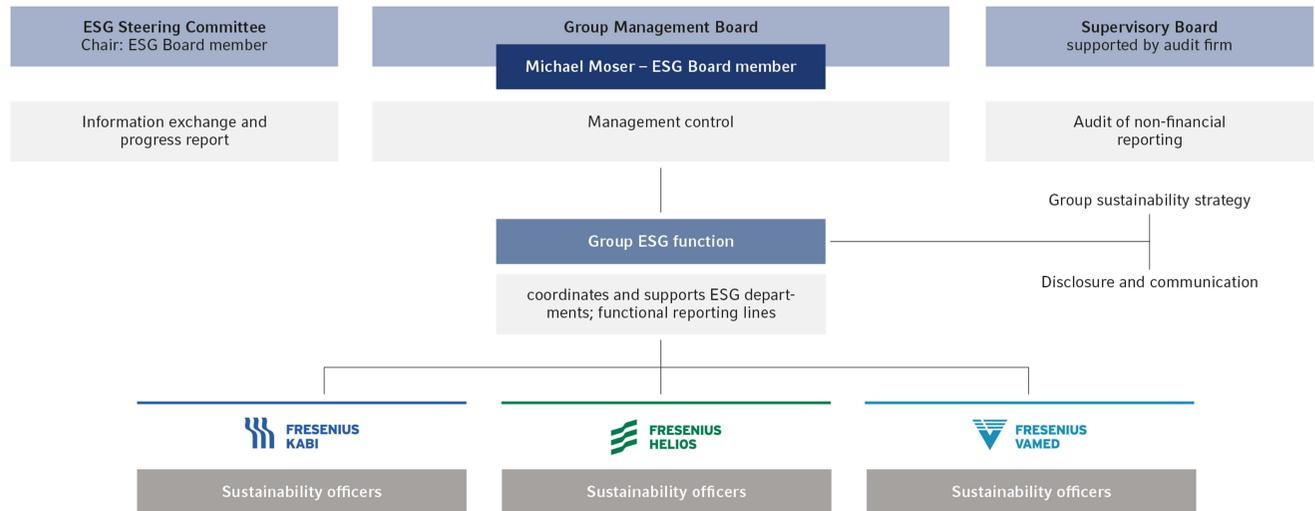 ESG Steering Committee
Chair: ESG Board member
Group Management Board
Michael Moser – ESG Board member
Supervisory Board
supported by audit firm
Information exchange and
progress report
Management control
Audit of non-financial
reporting
Group sustainability strategy
Group ESG function
Disclosure and communication
coordinates and supports ESG depart-
ments; functional reporting lines
FRESENIUS
KABI
FRESENIUS
HELIOS
FRESENIUS
VAMED
Sustainability officers
Sustainability officers
Sustainability officers